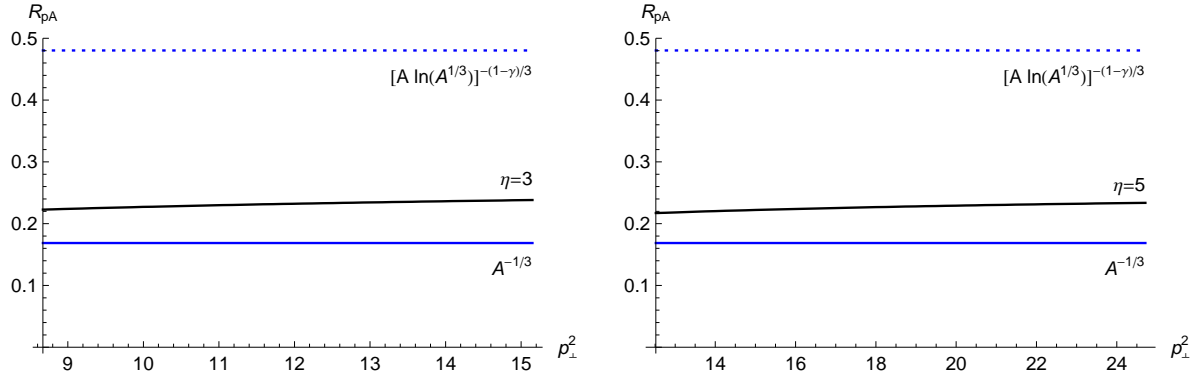 R_pA
0.5
[A ln(A^{1/3})]^{-(1-γ)/3}
0.4
0.3
η=3
0.2
A^{-1/3}
0.1
9 10 11 12 13 14 15 p_⊥^2
R_pA
0.5
[A ln(A^{1/3})]^{-(1-γ)/3}
0.4
0.3
η=5
0.2
A^{-1/3}
0.1
14 16 18 20 22 24 p_⊥^2